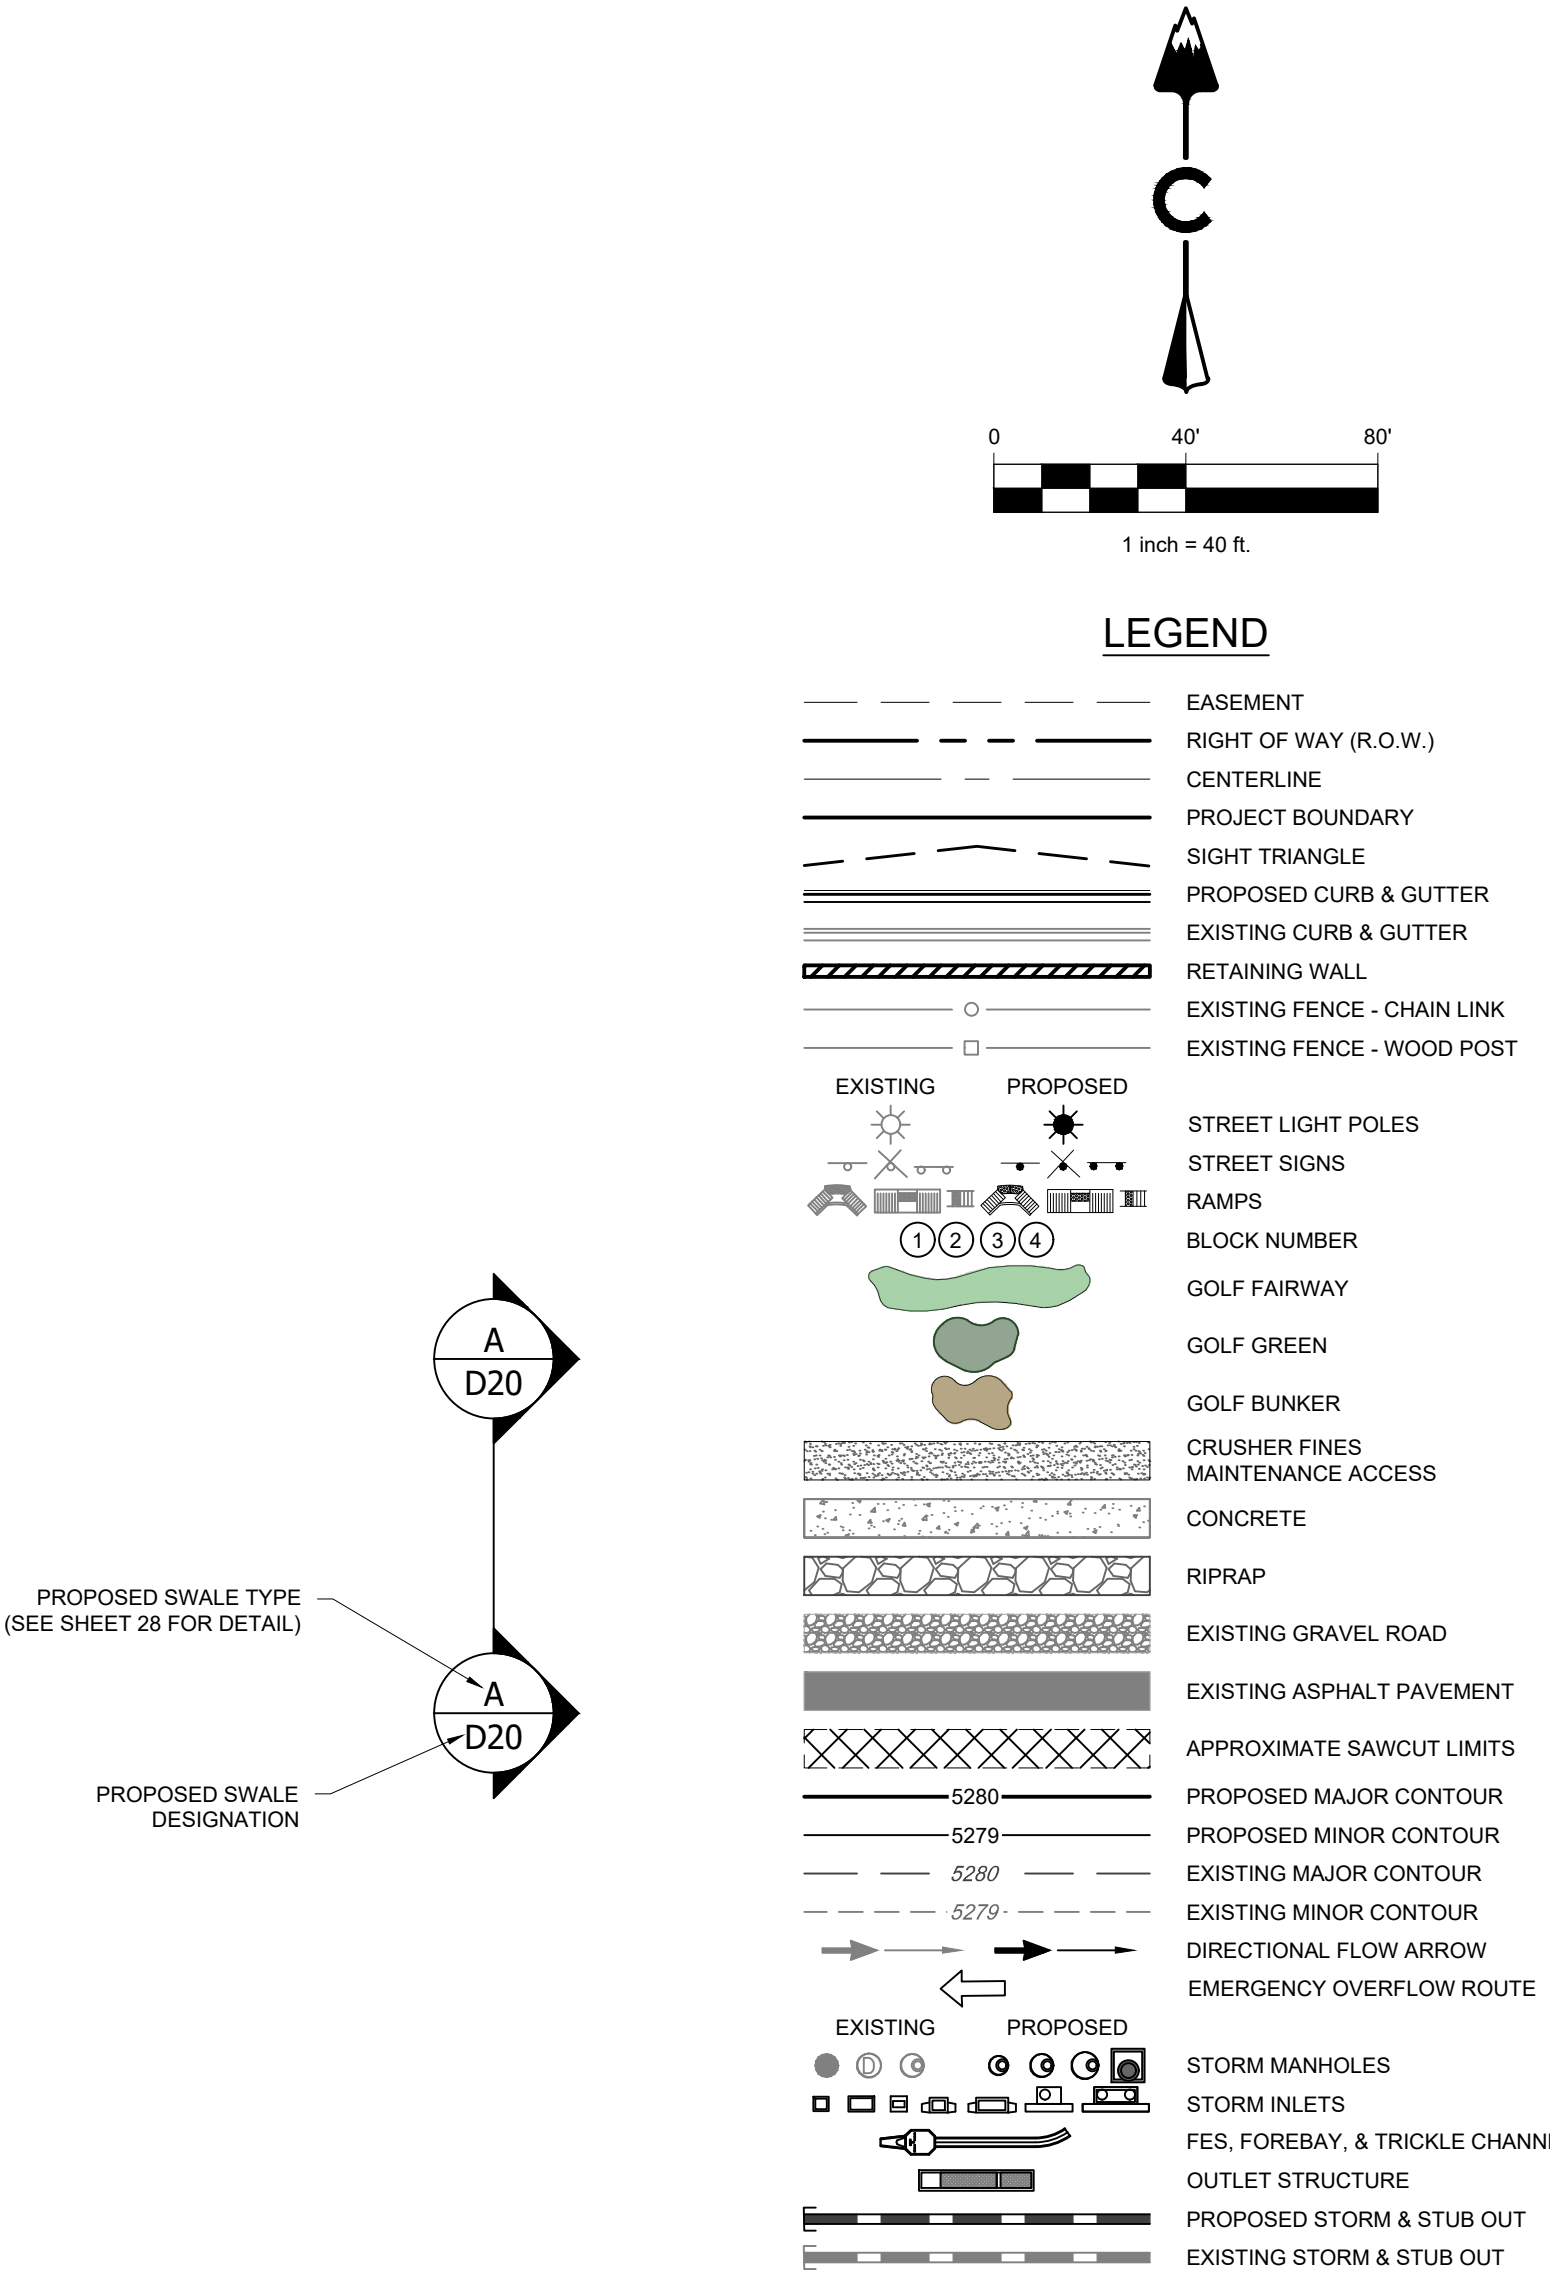 C
0 40' 80'
1 inch = 40 ft.
LEGEND
EASEMENT
RIGHT OF WAY (R.O.W.)
CENTERLINE
PROJECT BOUNDARY
SIGHT TRIANGLE
PROPOSED CURB & GUTTER
EXISTING CURB & GUTTER
RETAINING WALL
EXISTING FENCE - CHAIN LINK
EXISTING FENCE - WOOD POST
EXISTING PROPOSED
STREET LIGHT POLES
STREET SIGNS
RAMPS
1 2 3 4 BLOCK NUMBER
GOLF FAIRWAY
GOLF GREEN
GOLF BUNKER
CRUSHER FINES
MAINTENANCE ACCESS
CONCRETE
RIPRAP
EXISTING GRAVEL ROAD
EXISTING ASPHALT PAVEMENT
APPROXIMATE SAWCUT LIMITS
5280 PROPOSED MAJOR CONTOUR
5279 PROPOSED MINOR CONTOUR
5280 EXISTING MAJOR CONTOUR
5279 EXISTING MINOR CONTOUR
DIRECTIONAL FLOW ARROW
EMERGENCY OVERFLOW ROUTE
EXISTING PROPOSED
D STORM MANHOLES
STORM INLETS
FES, FOREBAY, & TRICKLE
OUTLET STRUCTURE
PROPOSED STORM & STUB OUT
EXISTING STORM & STUB OUT
A
D20
PROPOSED SWALE TYPE
(SEE SHEET 28 FOR DETAIL)
A
D20
PROPOSED SWALE
DESIGNATION